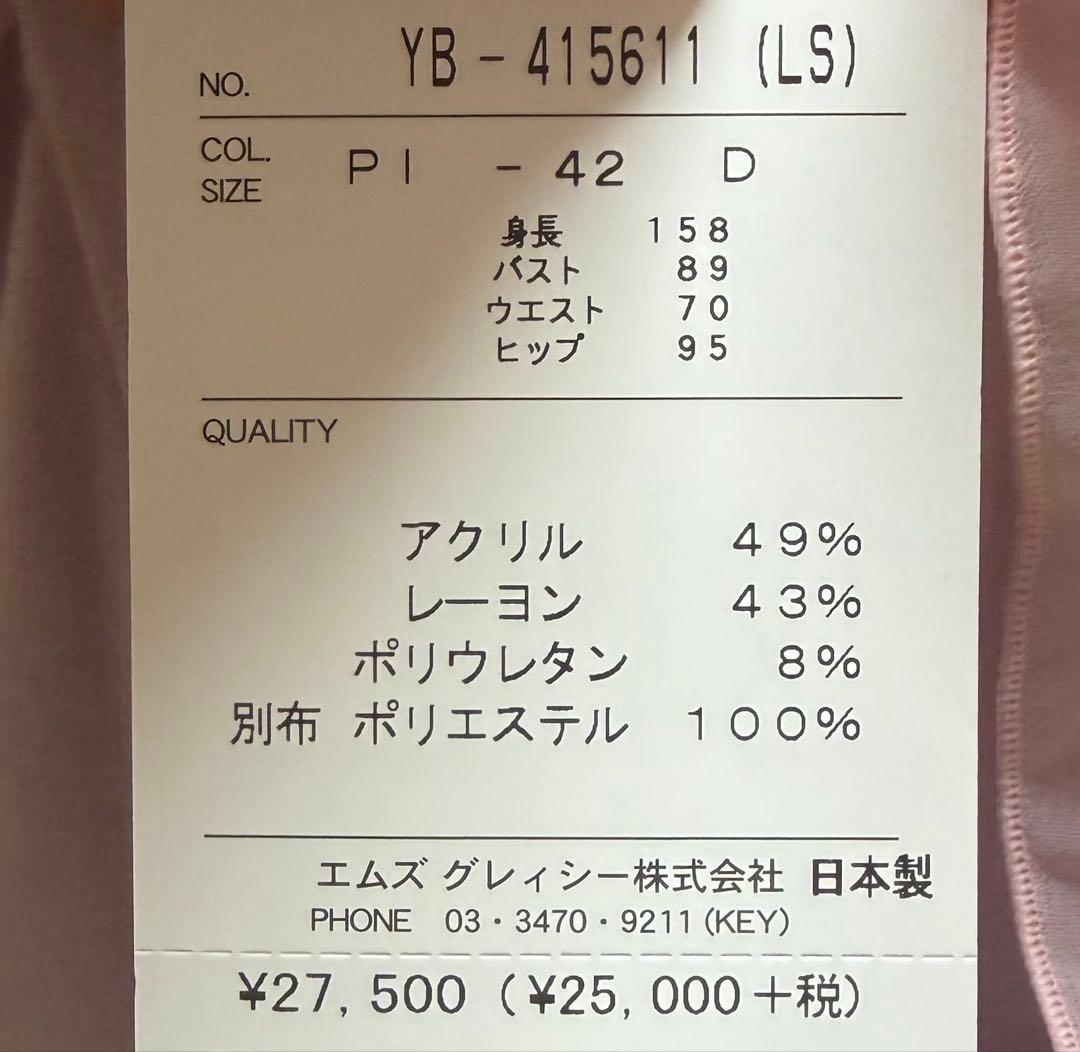 NO. YB-415611 (LS)
COL. PI -42 D
SIZE
身長 158
バスト 89
ウエスト 70
ヒップ 95
QUALITY
アクリル 49%
レーヨン 43%
ポリウレタン 8%
別布 ポリエステル 100%
エムズ グレィシー株式会社 日本製
PHONE 03・3470・9211(KEY)
¥27,500(¥25,000+税)